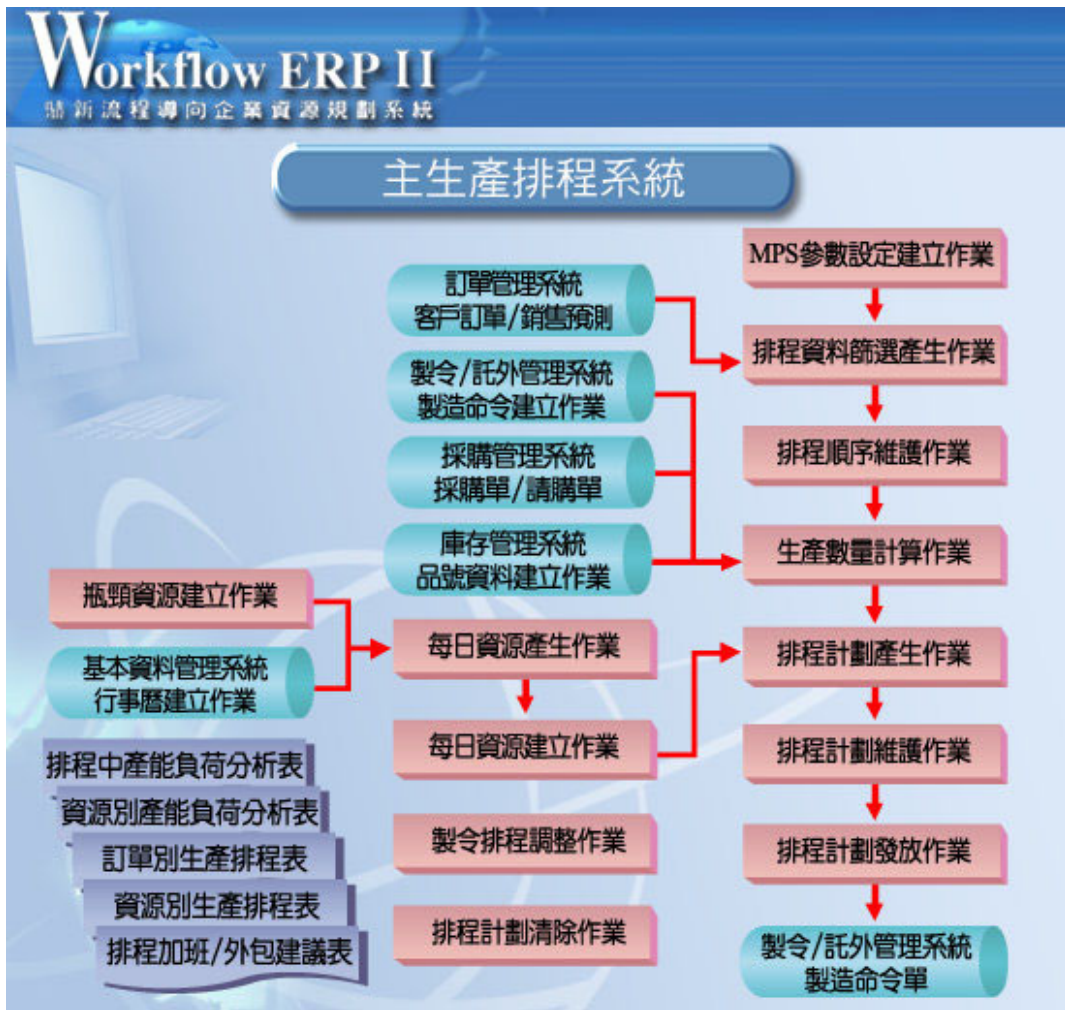 Workflow ERP II
鼎新流程導向企業資源規劃系統
主生產排程系統
MPS參數設定建立作業
訂單管理系統
客戶訂單/銷售預測
排程資料篩選產生作業
製令/託外管理系統
製造命令建立作業
排程順序維護作業
採購管理系統
採購單/請購單
庫存管理系統
品號資料建立作業
生產數量計算作業
瓶頸資源建立作業
每日資源產生作業
排程計劃產生作業
基本資料管理系統
行事曆建立作業
每日資源建立作業
排程計劃維護作業
排程中產能負荷分析表
資源別產能負荷分析表
訂單別生產排程表
資源別生產排程表
排程加班/外包建議表
製令排程調整作業
排程計劃發放作業
排程計劃清除作業
製令/託外管理系統
製造命令單